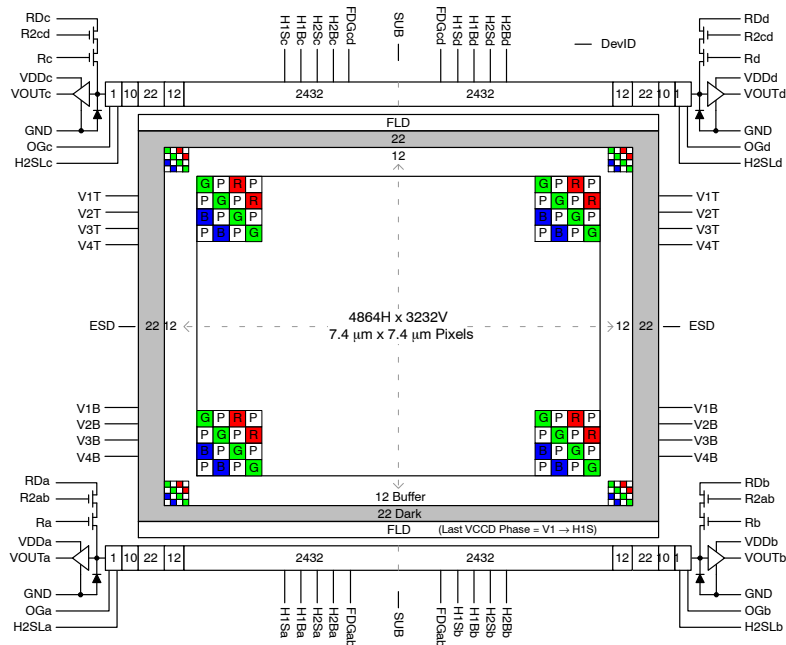 RDc
R2cd
Rc
VDDc
VOUTc
GND
OGc
H2SLc
H1Sc
H1Bc
H2Sc
H2Bc
FDGcd
SUB
FDGcd
H1Sd
H1Bd
H2Sd
H2Bd
DevID
RDd
R2cd
Rd
VDDd
VOUTd
GND
OGd
H2SLd
1 10 22 12 2432 2432 12 22 10 1
FLD
22
12
G P R P
P G P R
B P G P
P B P G
G P R P
P G P R
B P G P
P B P G
V1T
V2T
V3T
V4T
V1T
V2T
V3T
V4T
4864H x 3232V
7.4 μm x 7.4 μm Pixels
ESD 22 12
12 22 ESD
V1B
V2B
V3B
V4B
V1B
V2B
V3B
V4B
G P R P
P G P R
B P G P
P B P G
G P R P
P G P R
B P G P
P B P G
12 Buffer
22 Dark
FLD (Last VCCD Phase = V1 → H1S)
RDa
R2ab
Ra
VDDa
VOUTa
GND
OGa
H2SLa
1 10 22 12 2432 2432 12 22 10 1
RDb
R2ab
Rb
VDDb
VOUTb
GND
OGb
H2SLb
H1Sa
H1Ba
H2Sa
H2Ba
FDGab
SUB
FDGab
H1Sb
H1Bb
H2Sb
H2Bb